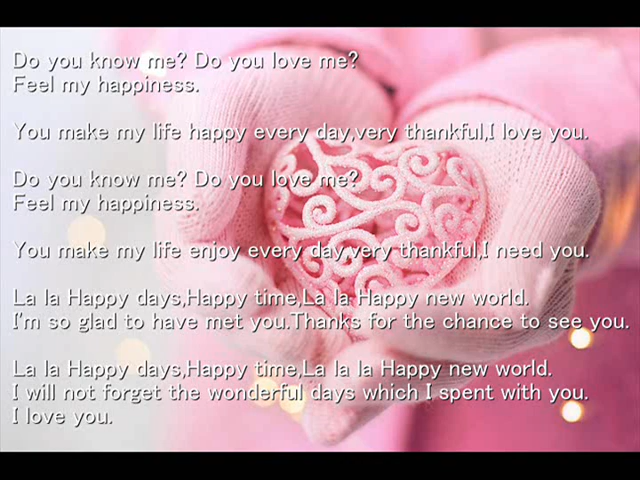 Do you know me? Do you love me?
Feel my happiness.
You make my life happy every day,very thankful,I love you.
Do you know me? Do you love me?
Feel my happiness.
You make my life enjoy every day,very thankful,I need you.
La la Happy days,Happy time,La la Happy new world.
I'm so glad to have met you.Thanks for the chance to see you.
La la Happy days,Happy time,La la la Happy new world.
I will not forget the wonderful days which I spent with you.
I love you.